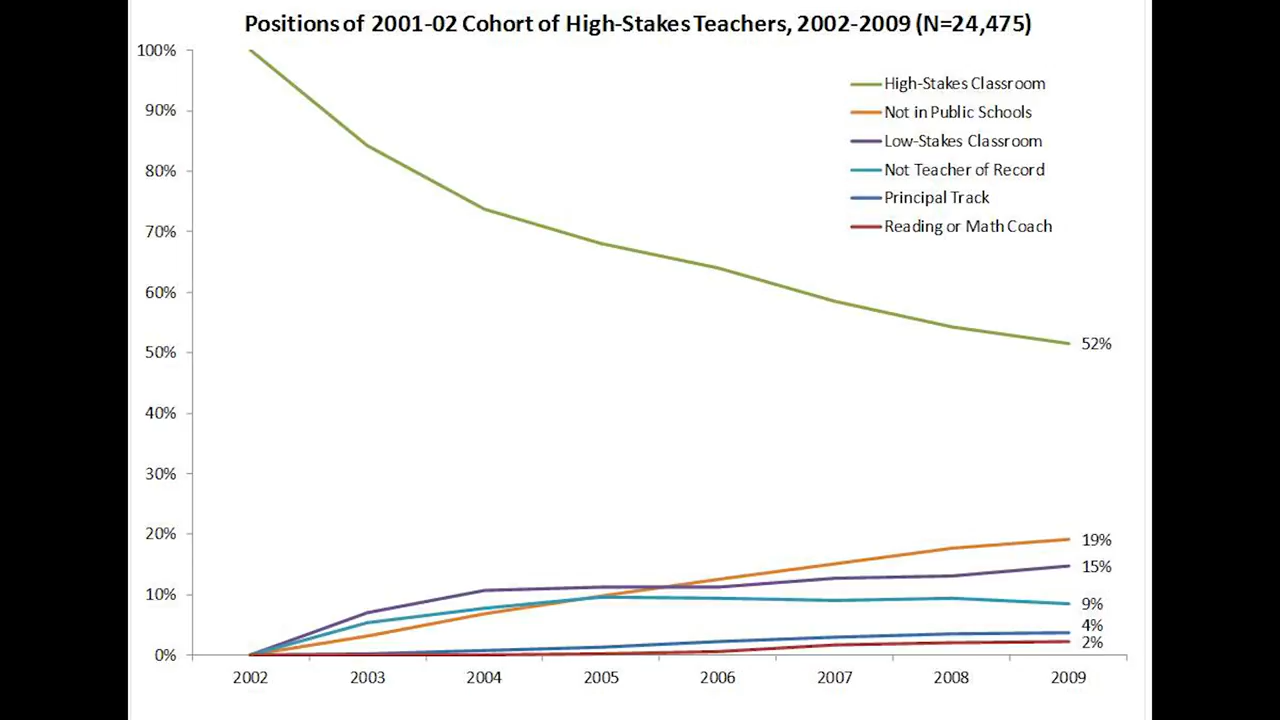 Positions of 2001-02 Cohort of High-Stakes Teachers, 2002-2009 (N=24,475)
100%
90%
80%
70%
60%
50%
40%
30%
20%
10%
0%
High-Stakes Classroom
Not in Public Schools
Low-Stakes Classroom
Not Teacher of Record
Principal Track
Reading or Math Coach
52%
19%
15%
9%
4%
2%
2002 2003 2004 2005 2006 2007 2008 2009